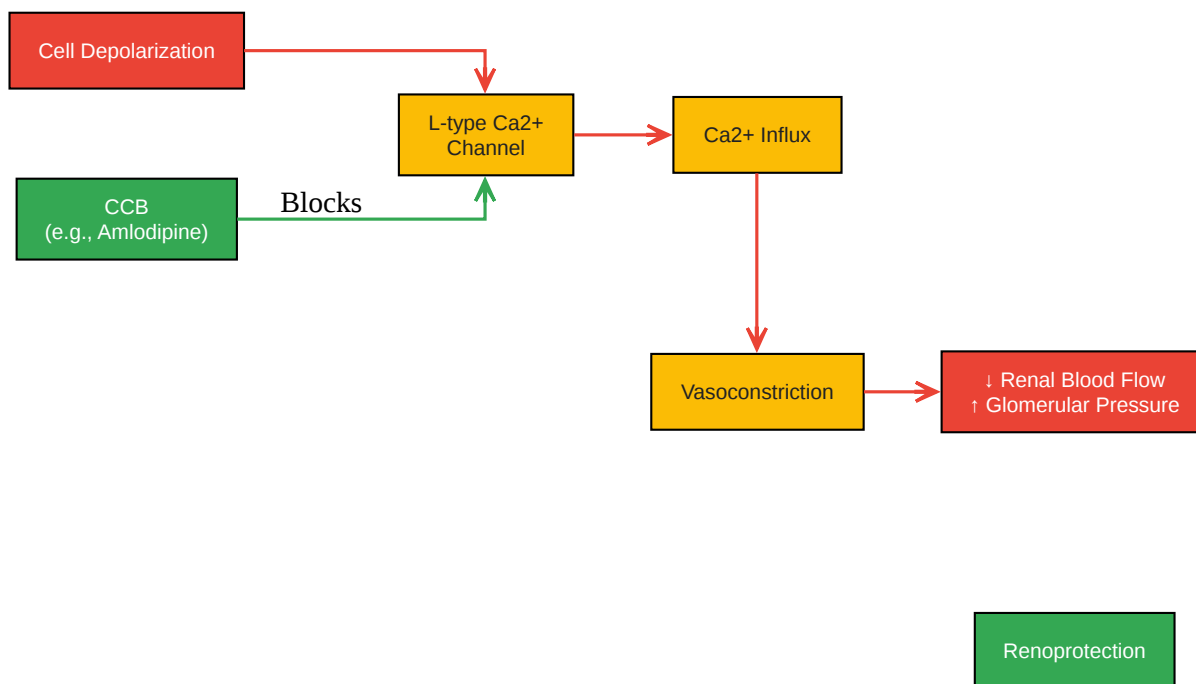 Cell Depolarization
L-type Ca2+
Channel
Ca2+ Influx
CCB
(e.g., Amlodipine)
Blocks
Vasoconstriction
↓ Renal Blood Flow
↑ Glomerular Pressure
Renoprotection